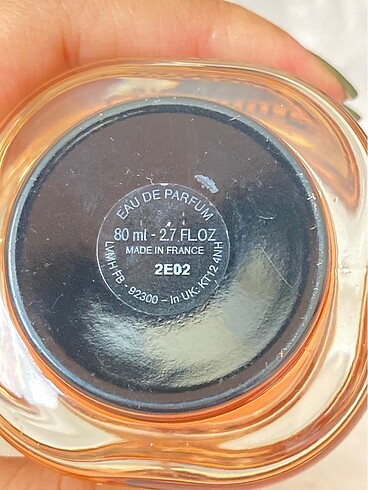 EAU DE PARFUM
80 ml - 2.7 FL.OZ
MADE IN FRANCE
2E02
LVMH FB - 92300 – In UK: KT12 4NH